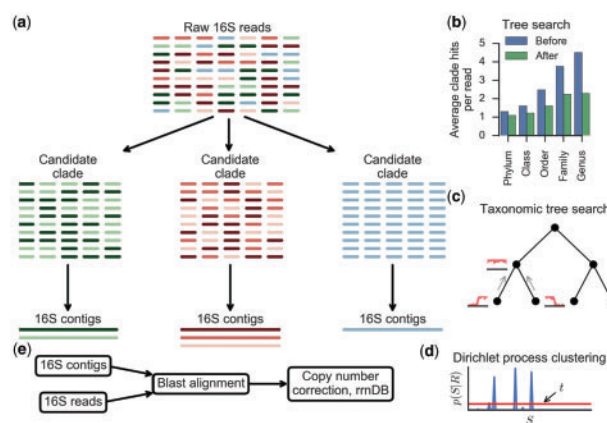 (a)
Raw 16S reads
Candidate
clade
Candidate
clade
Candidate
clade
16S contigs
16S contigs
16S contigs
(b)
Tree search
Before
After
Average clade hits
per read
5
4
3
2
1
0
Phylum
Class
Order
Family
Genus
(c)
Taxonomic tree search
(d)
Dirichlet process clustering
p(S|R)
t
S
(e)
16S contigs
16S reads
Blast alignment
Copy number
correction, rrnDB